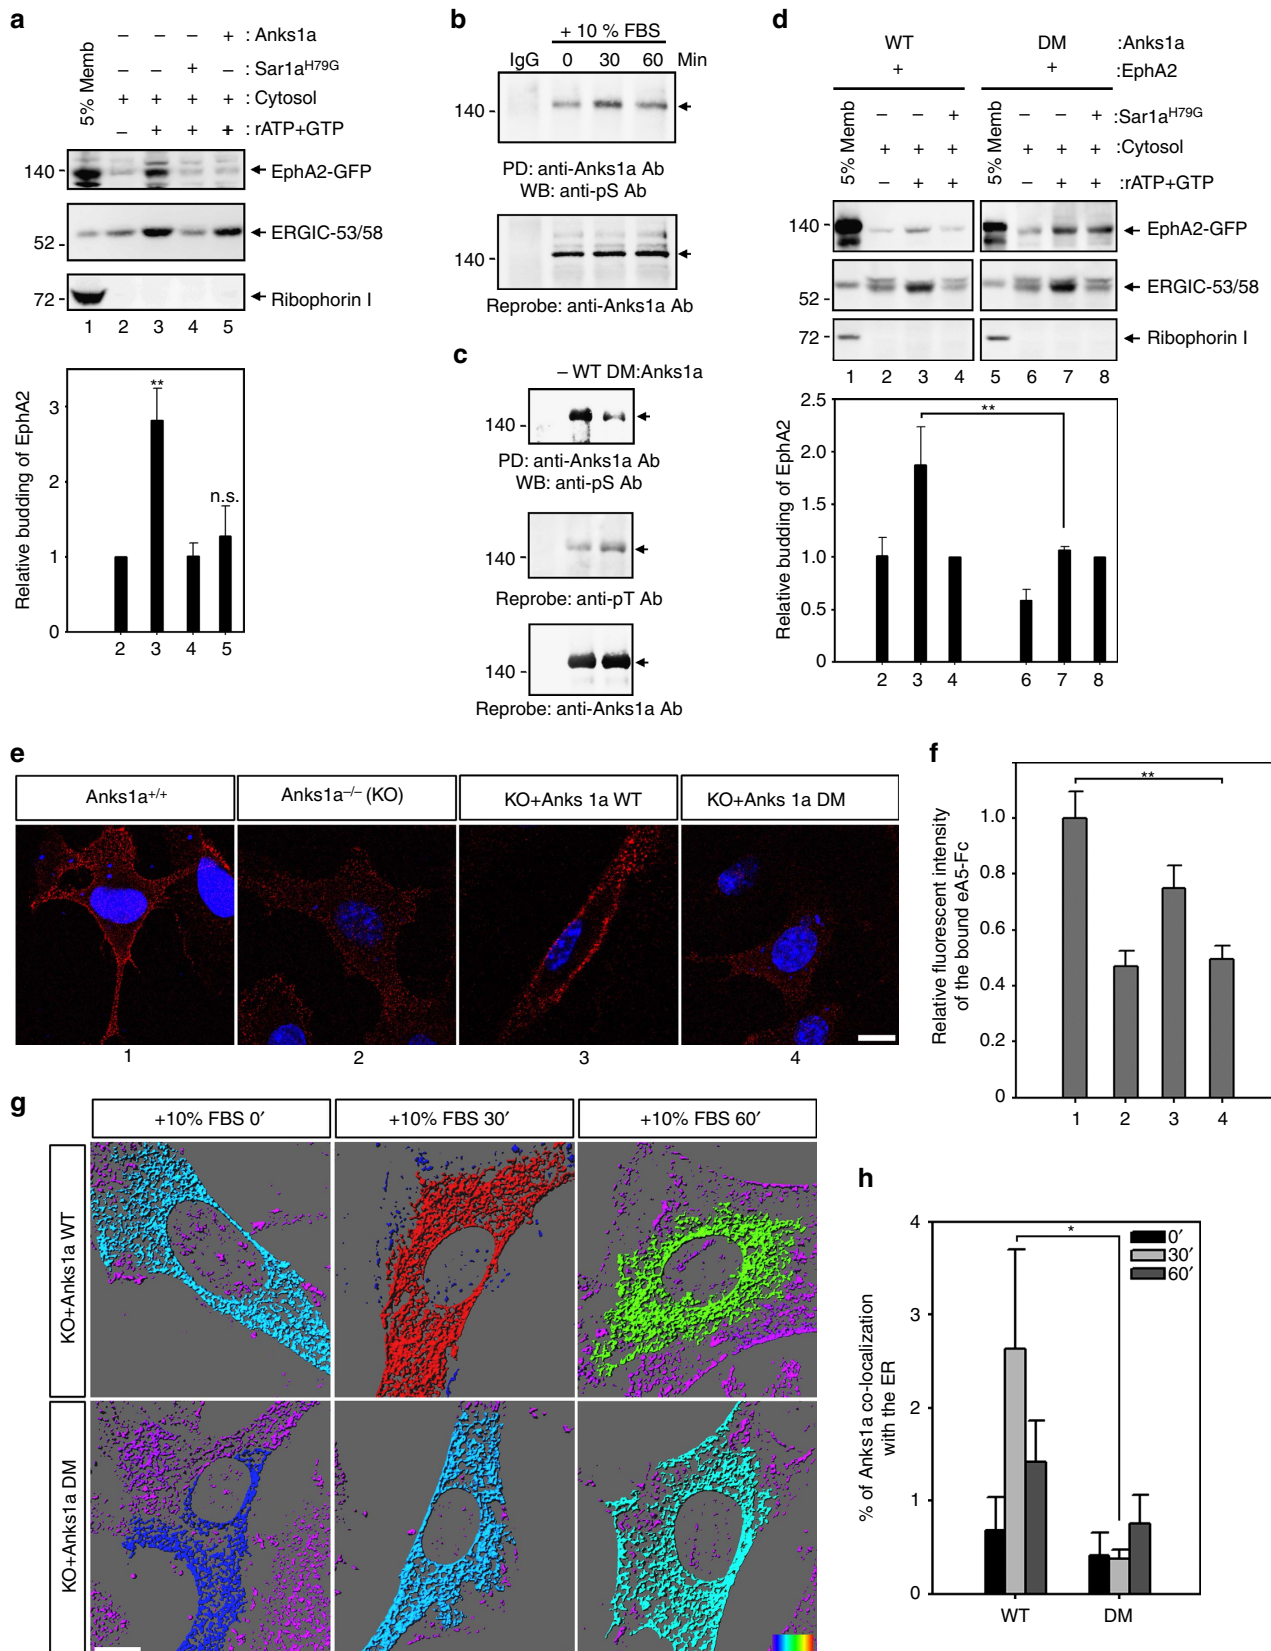 a
– – – + : Anks1a
– – + – : Sar1aH79G
+ + + + : Cytosol
– + + + : rATP+GTP
5% Memb
140
EphA2-GFP
52
ERGIC-53/58
72
Ribophorin I
1 2 3 4 5
Relative budding of EphA2
3
2
1
0
**
n.s.
2 3 4 5
b
+ 10 % FBS
IgG 0 30 60 Min
140
PD: anti-Anks1a Ab
WB: anti-pS Ab
140
Reprobe: anti-Anks1a Ab
c
– WT DM:Anks1a
140
PD: anti-Anks1a Ab
WB: anti-pS Ab
140
Reprobe: anti-pT Ab
140
Reprobe: anti-Anks1a Ab
d
WT DM :Anks1a
+ + :EphA2
– – + – – + :Sar1aH79G
+ + + + + + :Cytosol
– + + – + + :rATP+GTP
5% Memb
5% Memb
140
EphA2-GFP
52
ERGIC-53/58
72
Ribophorin I
1 2 3 4 5 6 7 8
Relative budding of EphA2
2.5
2.0
1.5
1.0
0.5
0
**
2 3 4 6 7 8
e
Anks1a+/+
Anks1a–/– (KO)
KO+Anks 1a WT
KO+Anks 1a DM
1 2 3 4
f
Relative fluorescent intensity
of the bound eA5-Fc
1.0
0.8
0.6
0.4
0.2
0
**
1 2 3 4
g
+10% FBS 0′
+10% FBS 30′
+10% FBS 60′
KO+Anks1a WT
KO+Anks1a DM
h
% of Anks1a co-localization
with the ER
4
3
2
1
0
*
0′
30′
60′
WT DM